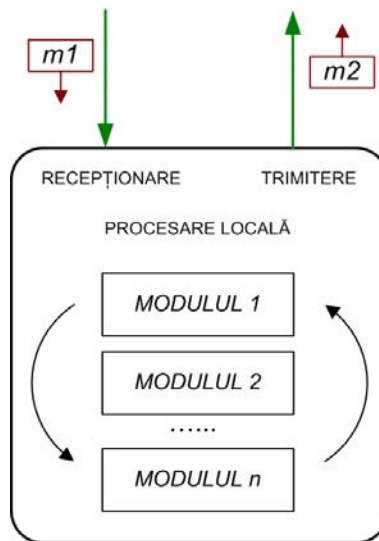 m1
m2
RECEPȚIONARE TRIMITERE
PROCESARE LOCALĂ
MODULUL 1
MODULUL 2
......
MODULUL n